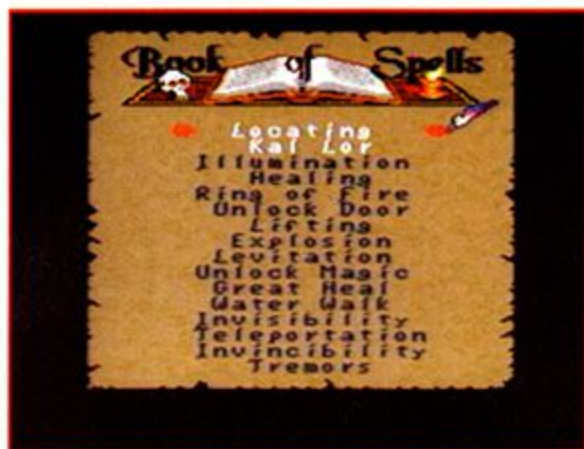 Book of Spells
Locating
Kal Lor
Illumination
Healing
Ring of Fire
Unlock Door
Lifting
Explosion
Levitation
Unlock Magic
Great Heal
Water Walk
Invisibility
Teleportation
Invincibility
Tremors